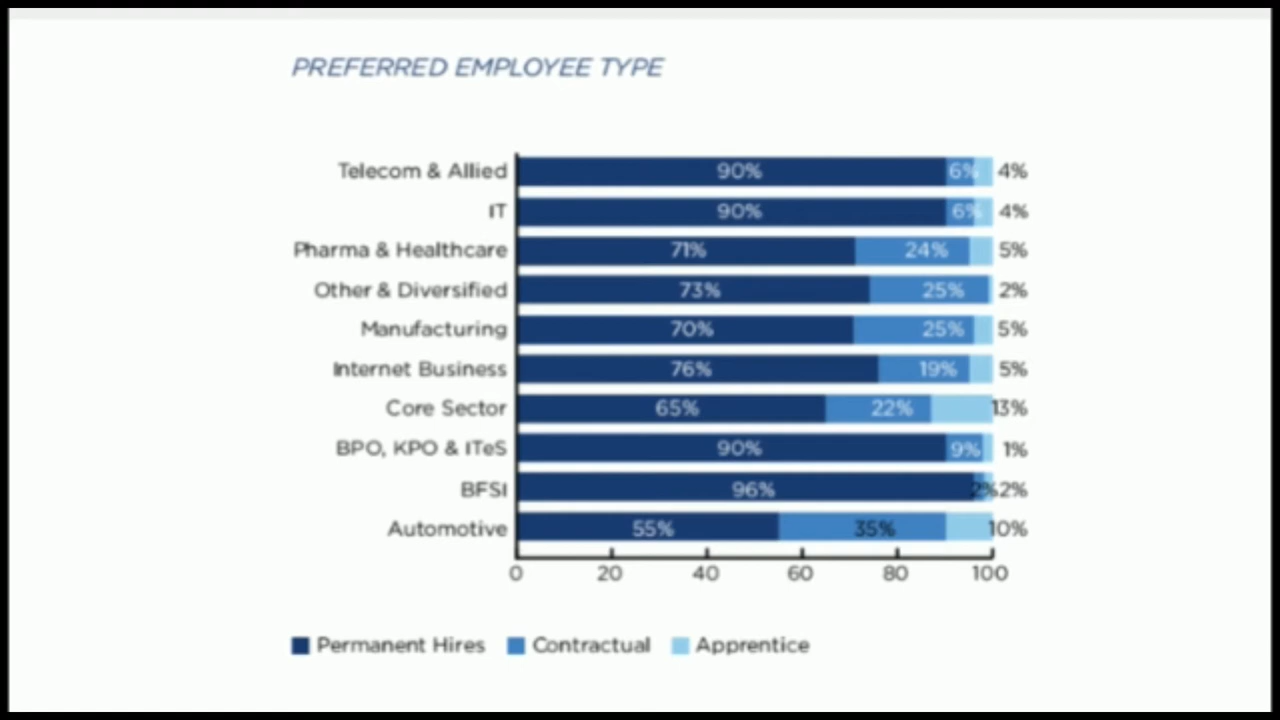 PREFERRED EMPLOYEE TYPE
Telecom & Allied 90% 6% 4%
IT 90% 6% 4%
Pharma & Healthcare 71% 24% 5%
Other & Diversified 73% 25% 2%
Manufacturing 70% 25% 5%
Internet Business 76% 19% 5%
Core Sector 65% 22% 13%
BPO, KPO & ITeS 90% 9% 1%
BFSI 96% 2% 2%
Automotive 55% 35% 10%
0 20 40 60 80 100
Permanent Hires Contractual Apprentice